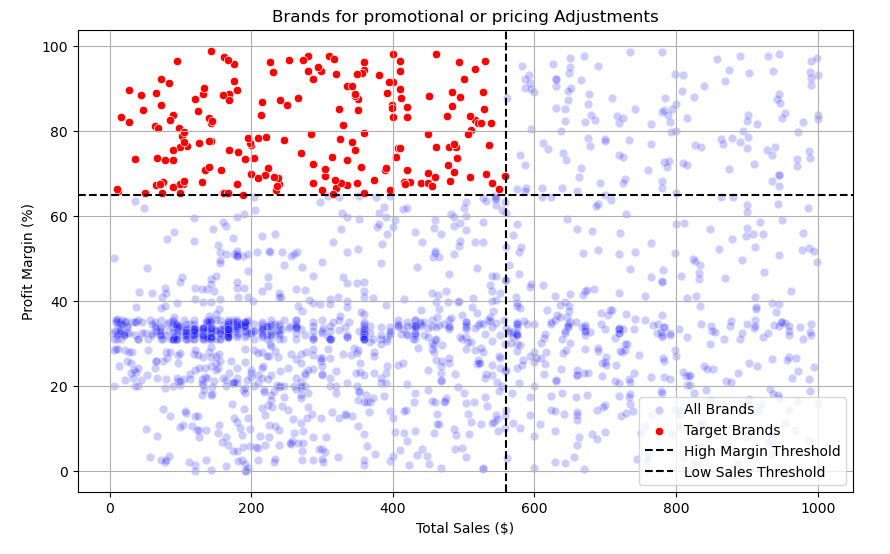 Brands for promotional or pricing Adjustments
Profit Margin (%)
100
80
60
40
20
0
All Brands
Target Brands
High Margin Threshold
Low Sales Threshold
0 200 400 600 800 1000
Total Sales ($)